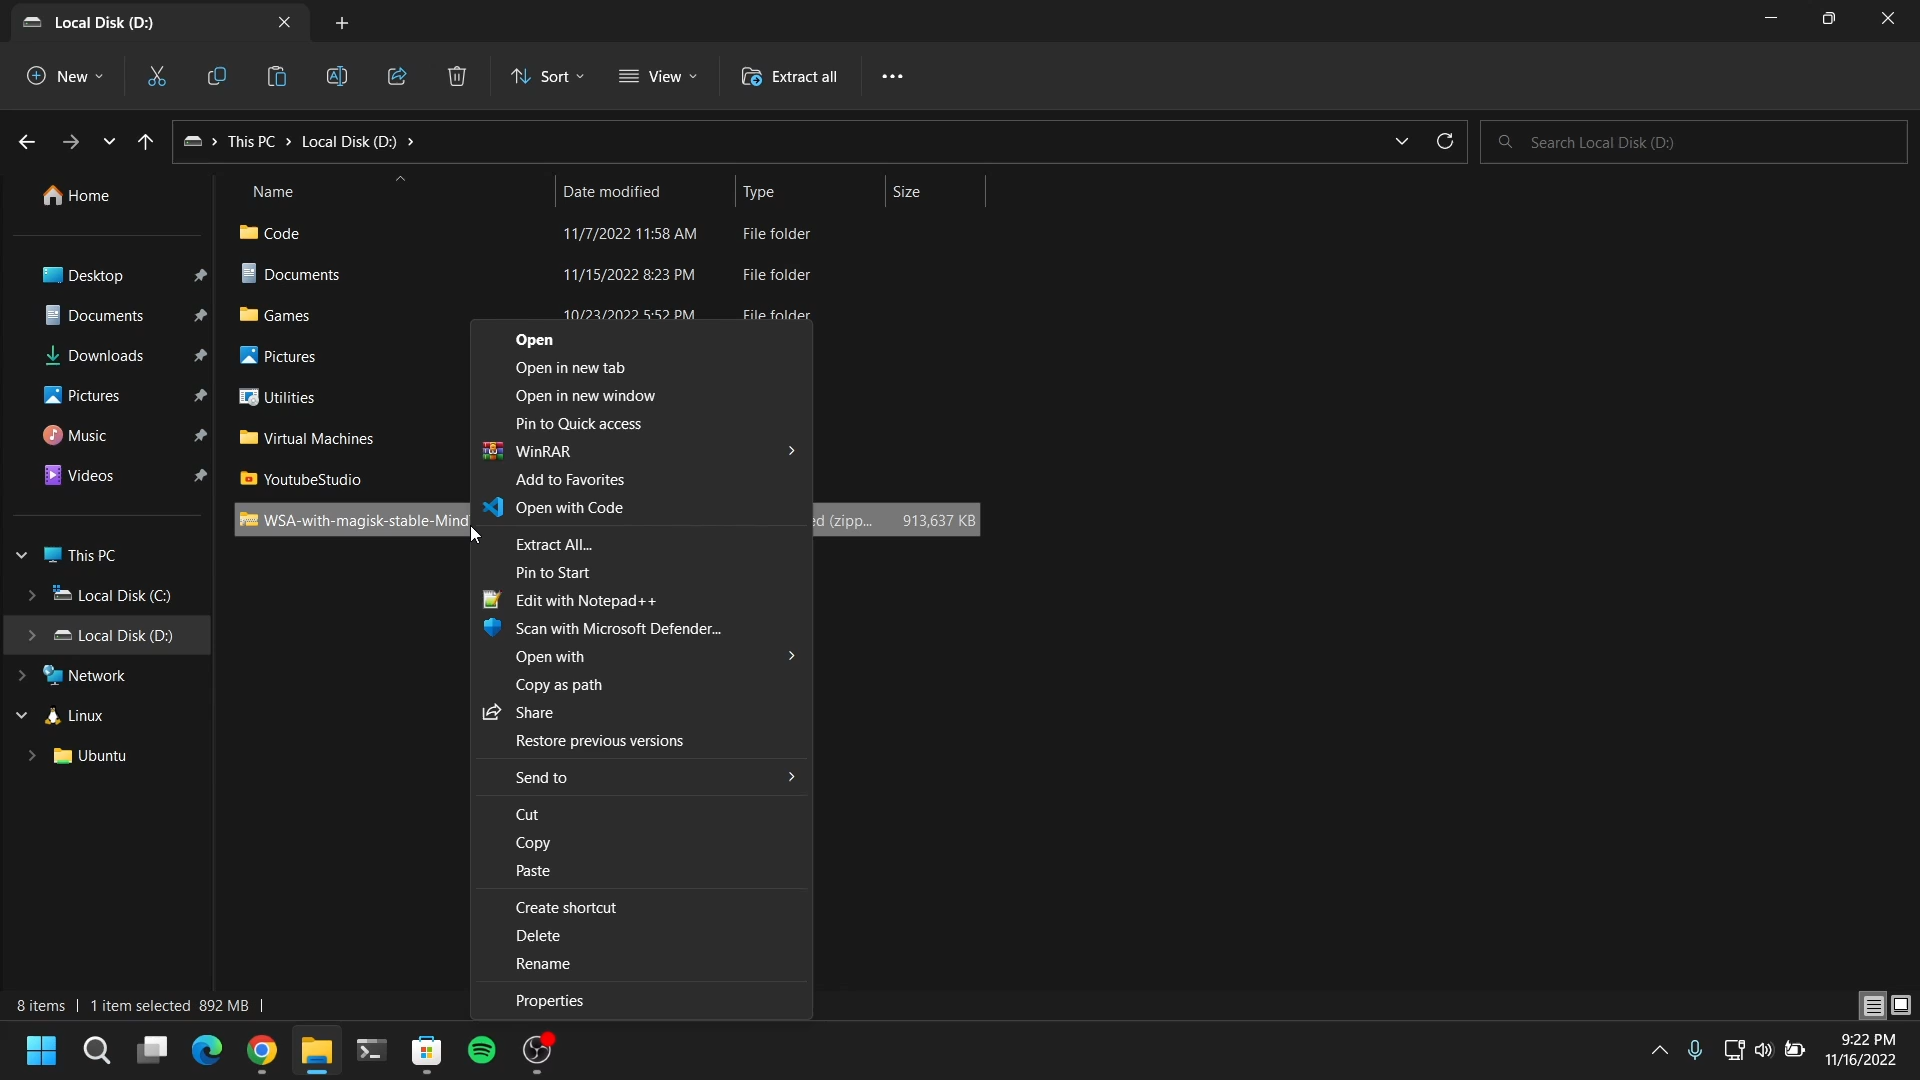 Local Disk (D:)
New
Sort
View
Extract all
This PC
Local Disk (D:)
Search Local Disk (D:)
Home
Desktop
Documents
Downloads
Pictures
Music
Videos
This PC
Local Disk (C:)
Local Disk (D:)
Network
Linux
Ubuntu
Name Date modified Type Size
Code 11/7/2022 11:58 AM File folder
Documents 11/15/2022 8:23 PM File folder
Games 10/23/2022 5:52 PM File folder
Pictures
Utilities
Virtual Machines
YoutubeStudio
WSA-with-magisk-stable-Mind ed (zipp... 913,637 KB
Open
Open in new tab
Open in new window
Pin to Quick access
WinRAR
Add to Favorites
Open with Code
Extract All...
Pin to Start
Edit with Notepad++
Scan with Microsoft Defender...
Open with
Copy as path
Share
Restore previous versions
Send to
Cut
Copy
Paste
Create shortcut
Delete
Rename
Properties
8 items 1 item selected 892 MB
9:22 PM
11/16/2022